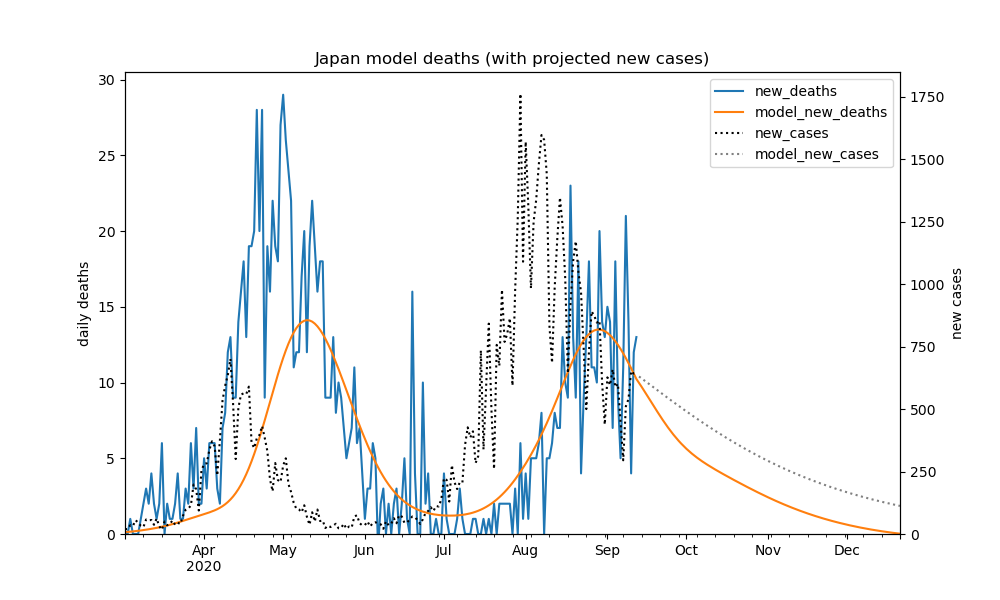 Japan model deaths (with projected new cases)
new_deaths
model_new_deaths
new_cases
model_new_cases
daily deaths
30
25
20
15
10
5
0
new cases
1750
1500
1250
1000
750
500
250
0
Apr May Jun Jul Aug Sep Oct Nov Dec
2020